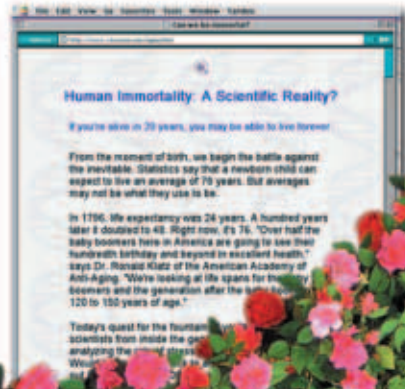 File Edit View Go Favorites Tools Window
Can we be immortal?
Human Immortality: A Scientific Reality?
If you're alive in 20 years, you may be able to live forever
From the moment of birth, we begin the battle against
the inevitable. Statistics say that a newborn child can
expect to live an average of 76 years. But averages
may not be what they use to be.
In 1796, life expectancy was 24 years. A hundred years
later it doubled to 48. Right now, it's 76. "Over half the
baby boomers here in America are going to see their
hundredth birthday and beyond in excellent health,"
says Dr. Ronald Klatz of the American Academy of
Anti-Aging. "We're looking at life spans for the
boomers and the generation after the
120 to 150 years of age."
Today's quest for the fountain
scientists from inside the
analyzing the of stress